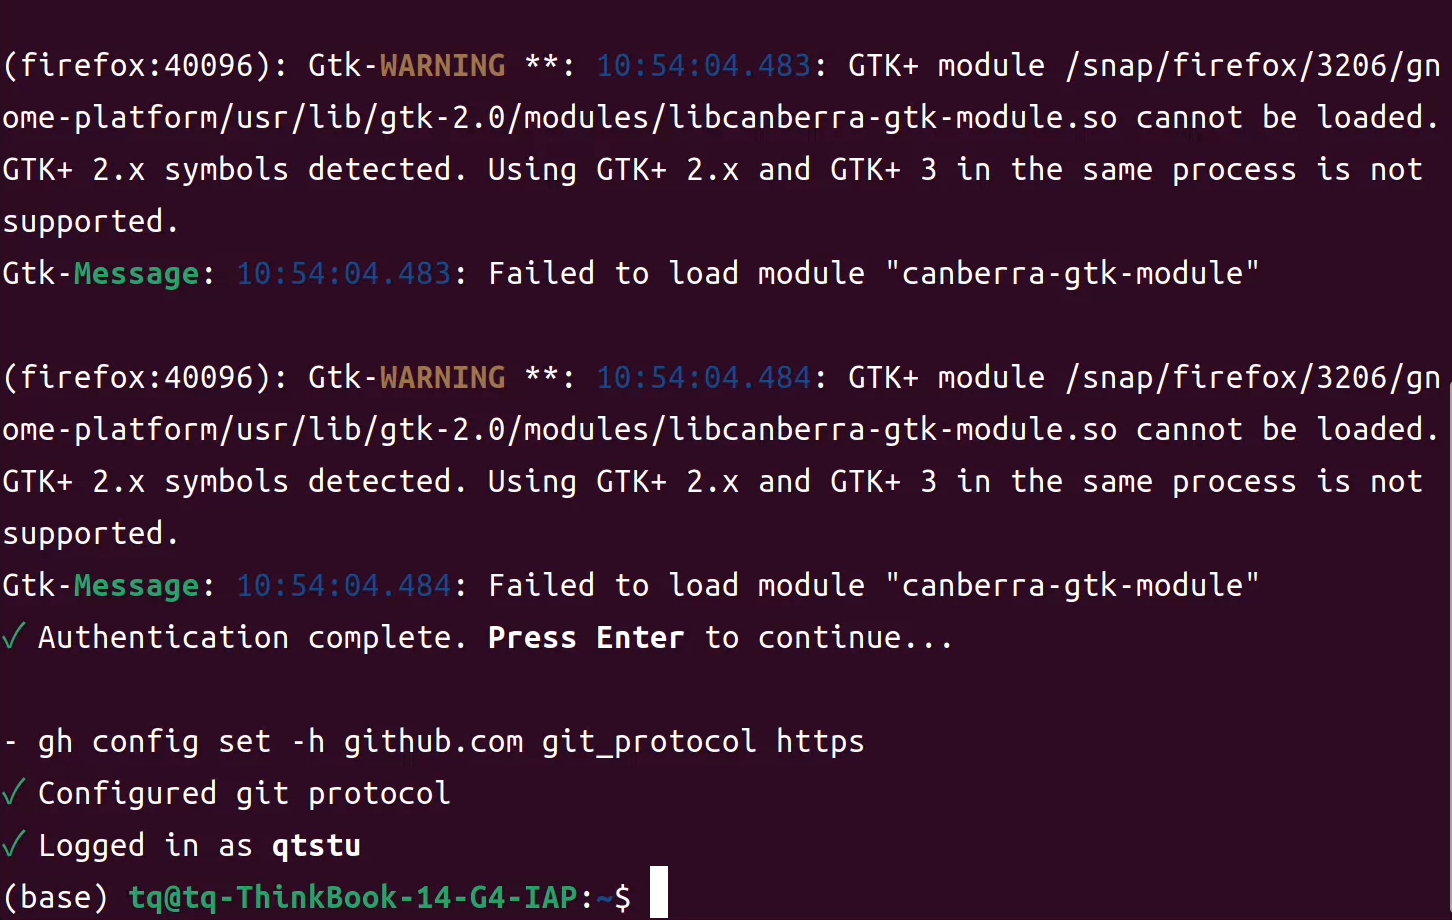 (firefox:40096): Gtk-WARNING **: 10:54:04.483: GTK+ module /snap/firefox/3206/gn
ome-platform/usr/lib/gtk-2.0/modules/libcanberra-gtk-module.so cannot be loaded.
GTK+ 2.x symbols detected. Using GTK+ 2.x and GTK+ 3 in the same process is not
supported.
Gtk-Message: 10:54:04.483: Failed to load module "canberra-gtk-module"
(firefox:40096): Gtk-WARNING **: 10:54:04.484: GTK+ module /snap/firefox/3206/gn
ome-platform/usr/lib/gtk-2.0/modules/libcanberra-gtk-module.so cannot be loaded.
GTK+ 2.x symbols detected. Using GTK+ 2.x and GTK+ 3 in the same process is not
supported.
Gtk-Message: 10:54:04.484: Failed to load module "canberra-gtk-module"
✓ Authentication complete. Press Enter to continue...
- gh config set -h github.com git_protocol https
✓ Configured git protocol
✓ Logged in as qtstu
(base) tq@tq-ThinkBook-14-G4-IAP:~$